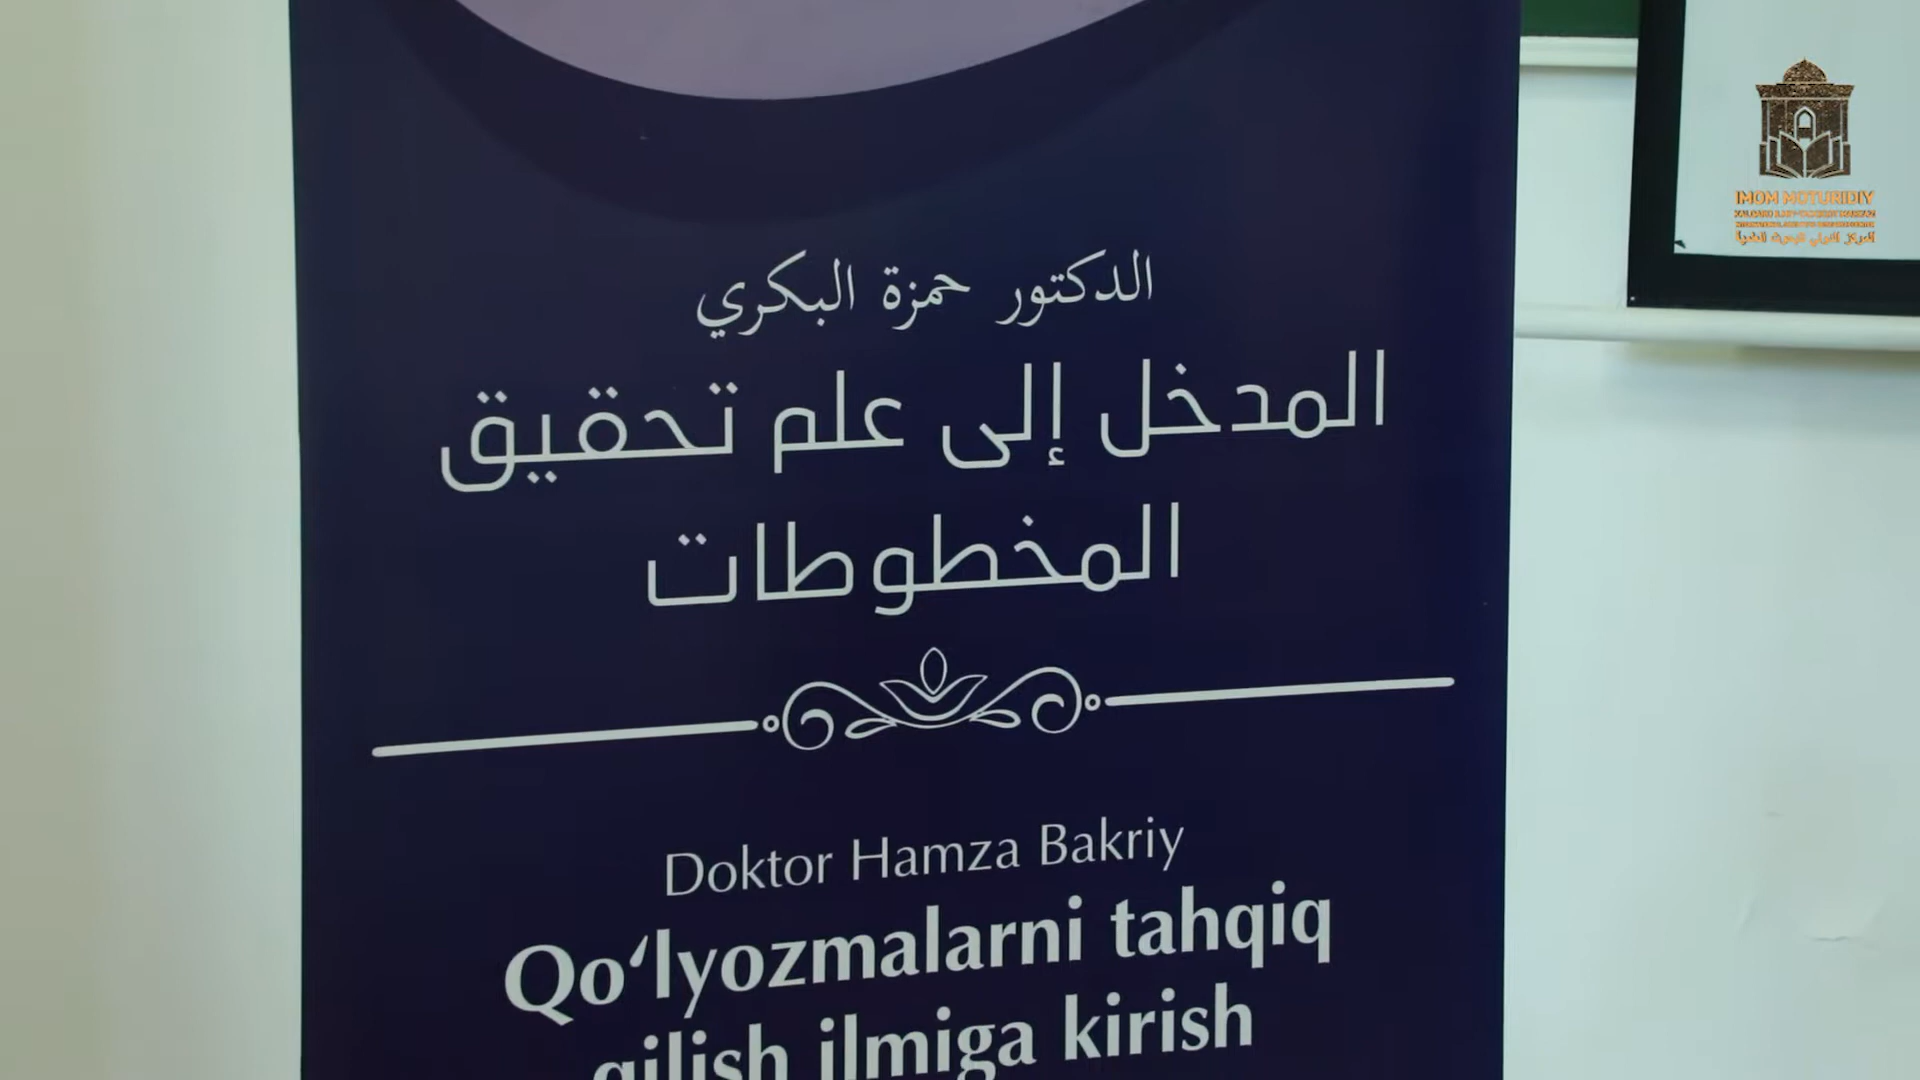 الدكتور حمزة البكري
المدخل إلى علم تحقيق
المخطوطات
Doktor Hamza Bakriy
Qo‘lyozmalarni tahqiq
qilish ilmiga kirish
IMOM MOTURIDIY